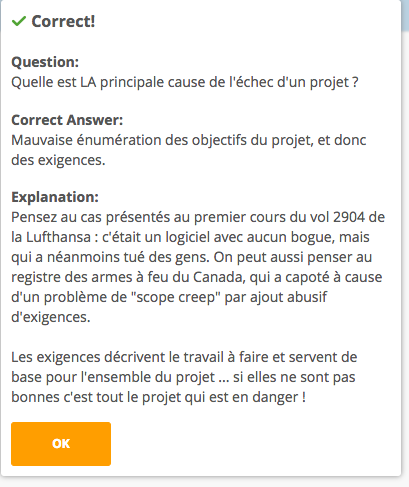 ✓ Correct!
Question:
Quelle est LA principale cause de l'échec d'un projet ?
Correct Answer:
Mauvaise énumération des objectifs du projet, et donc
des exigences.
Explanation:
Pensez au cas présentés au premier cours du vol 2904 de
la Lufthansa : c'était un logiciel avec aucun bogue, mais
qui a néanmoins tué des gens. On peut aussi penser au
registre des armes à feu du Canada, qui a capoté à cause
d'un problème de "scope creep" par ajout abusif
d'exigences.
Les exigences décrivent le travail à faire et servent de
base pour l'ensemble du projet ... si elles ne sont pas
bonnes c'est tout le projet qui est en danger !
OK